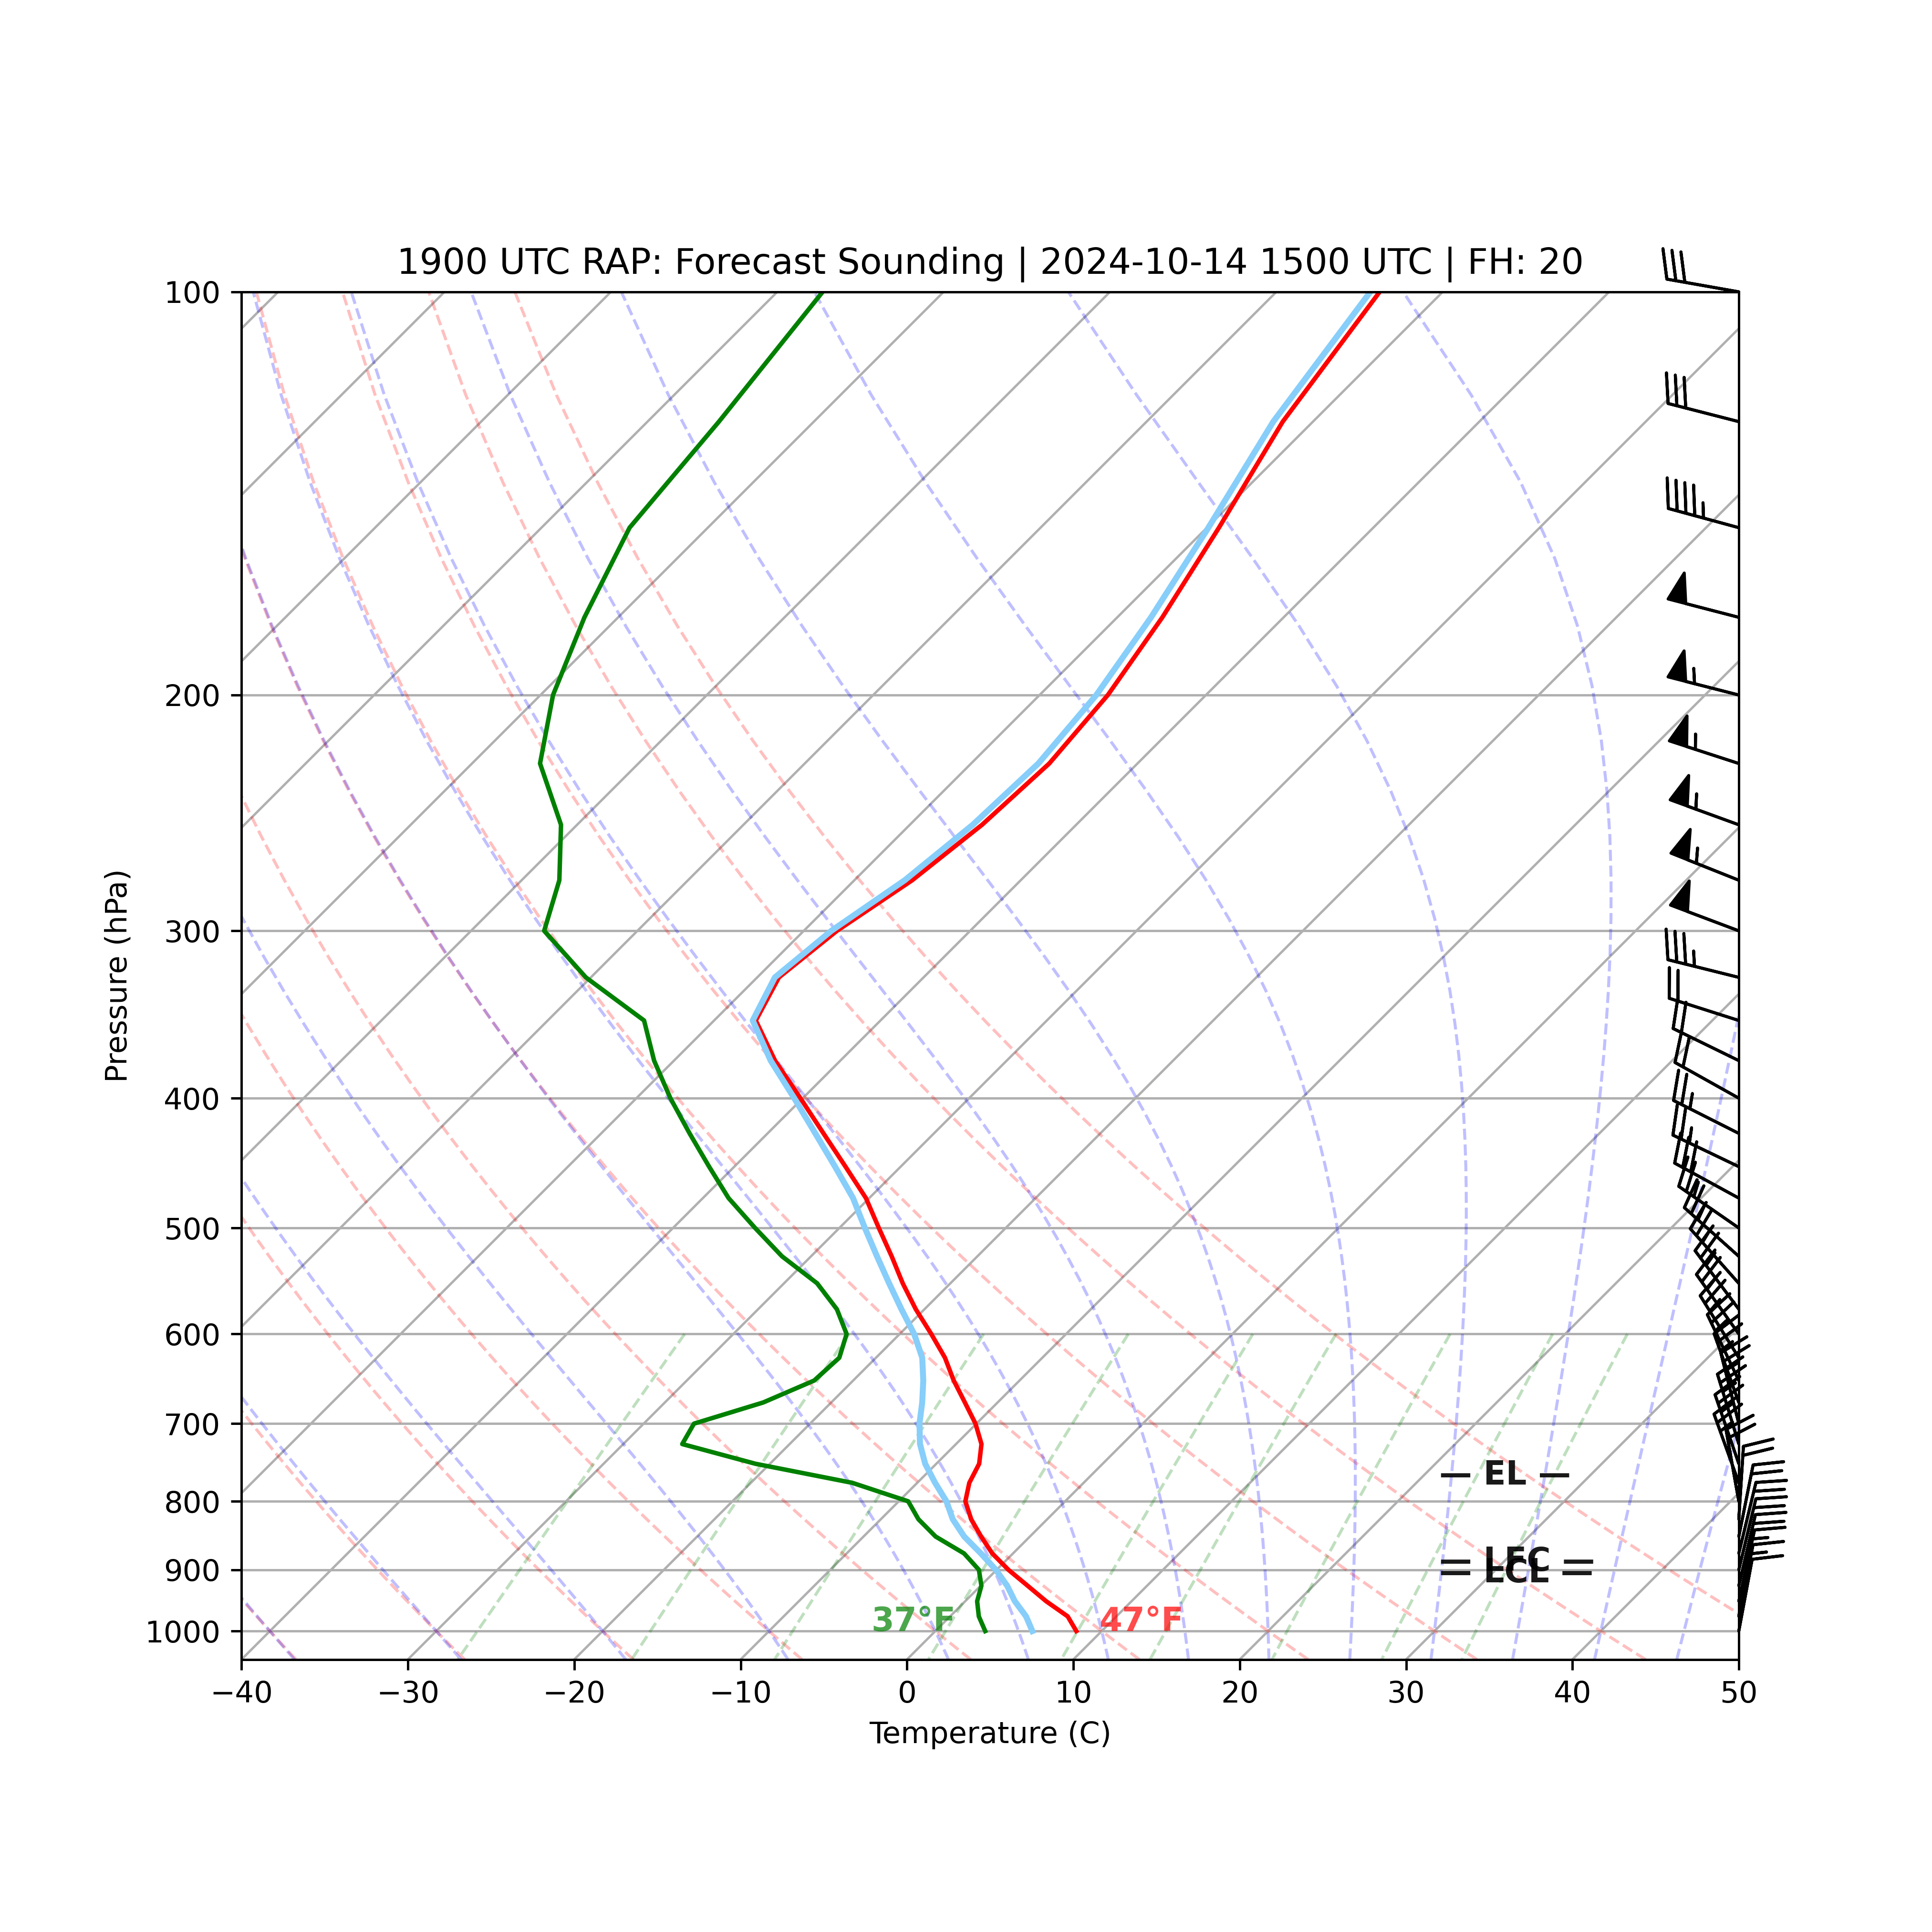 1900 UTC RAP: Forecast Sounding | 2024-10-14 1500 UTC | FH: 20
100
200
300
400
500
600
700
800
900
1000
Pressure (hPa)
— EL —
— LFC —
— LCL —
37°F
47°F
−40 −30 −20 −10 0 10 20 30 40 50
Temperature (C)